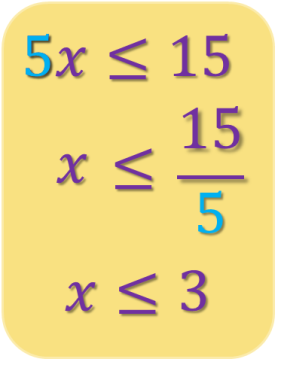 5x ≤ 15
x ≤ 15/5
x ≤ 3